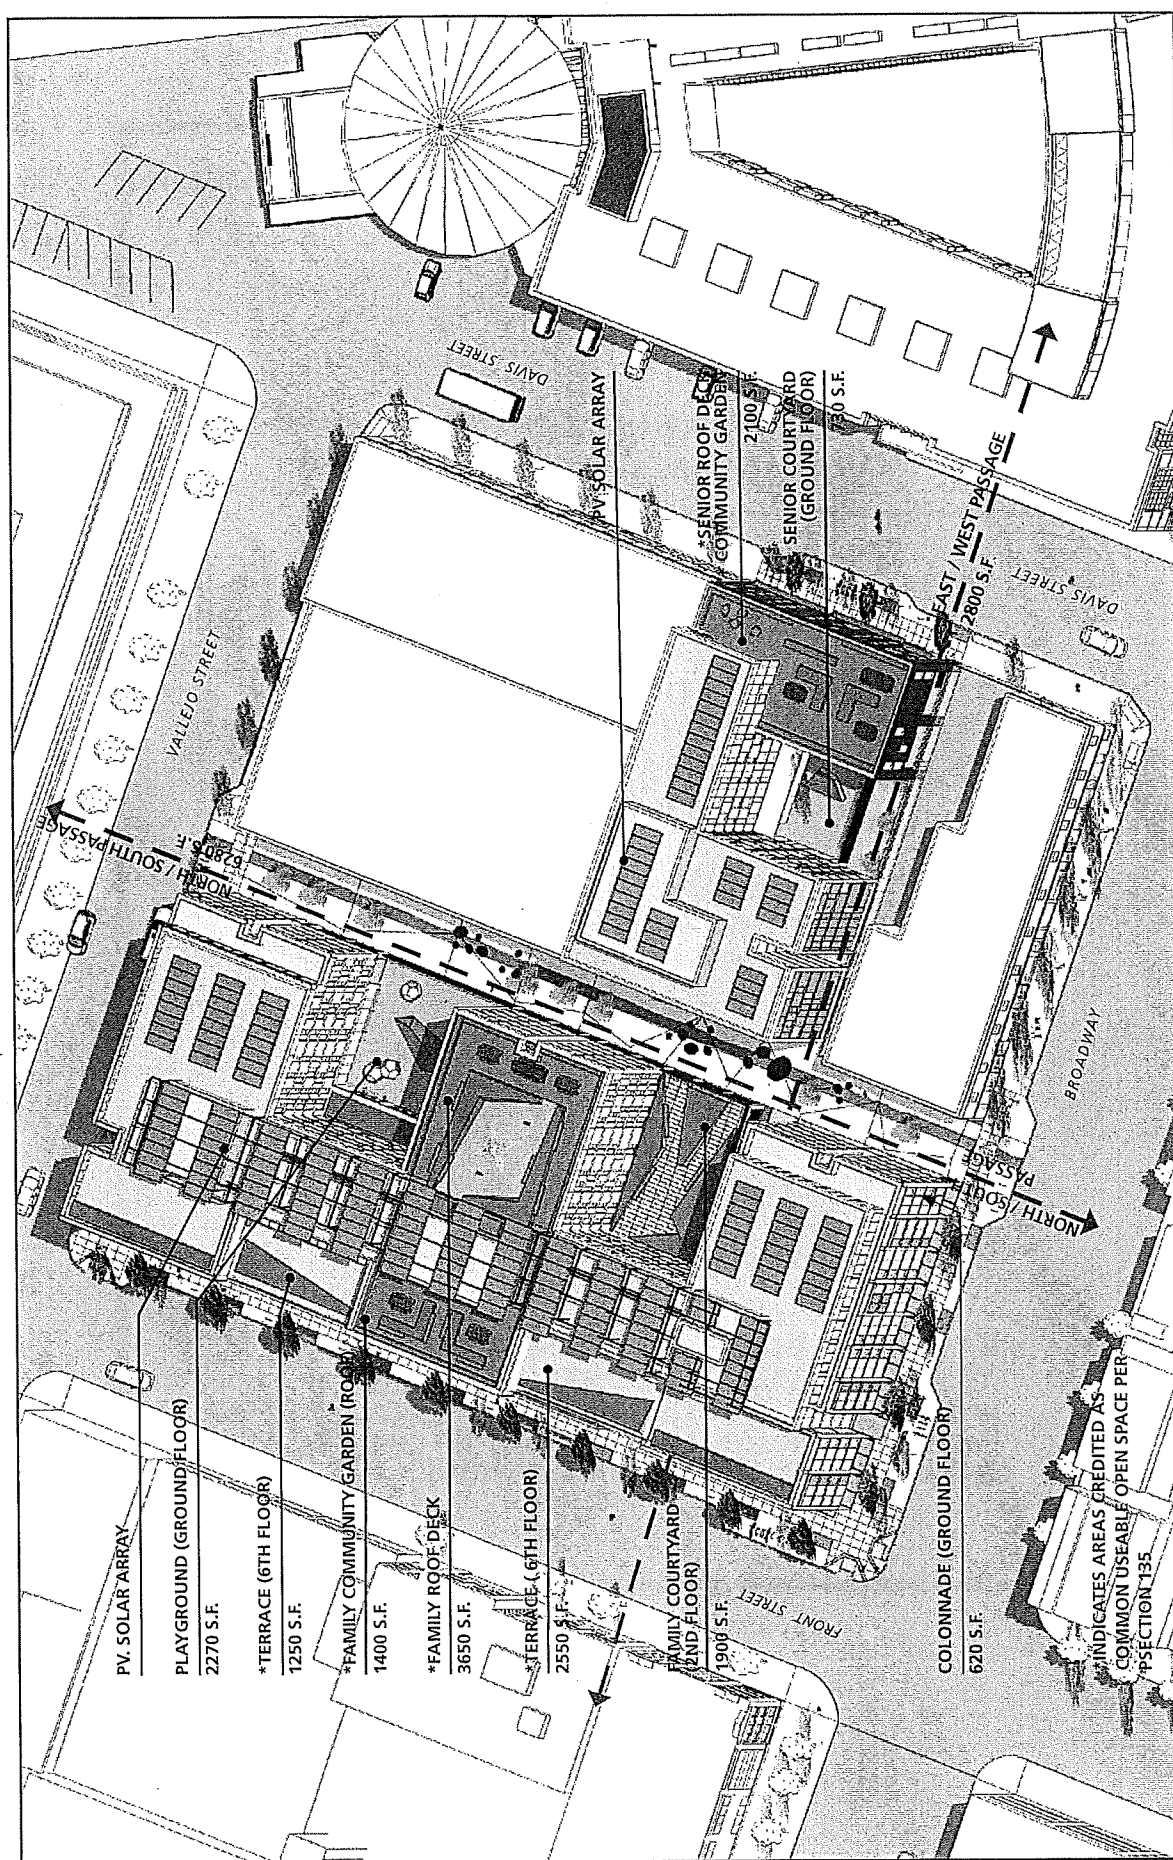 PV. SOLAR ARRAY
PLAYGROUND (GROUND FLOOR)
2270 S.F.
*TERRACE (6TH FLOOR)
1250 S.F.
*FAMILY COMMUNITY GARDEN (ROOF
1400 S.F.
*FAMILY ROOF DECK
3650 S.F.
*TERRACE ( 6TH FLOOR)
2550 S.F.
FAMILY COURTYARD
2ND FLOOR)
1900 S.F.
COLONNADE (GROUND FLOOR)
620 S.F.
*INDICATES AREAS CREDITED AS
COMMON USEABLE OPEN SPACE PER
PSECTION 135
VALLEJO STREET
NORTH / SOUTH PASSAGE
6280 S.F.
PV SOLAR ARRAY
*SENIOR ROOF DECK
COMMUNITY GARDEN
2100 S.F.
SENIOR COURTYARD
(GROUND FLOOR)
S.F.
EAST / WEST PASSAGE
2800 S.F.
DAVIS STREET
DAVIS STREET
BROADWAY
NORTH / SOUTH
PASSAGE
FRONT STREET